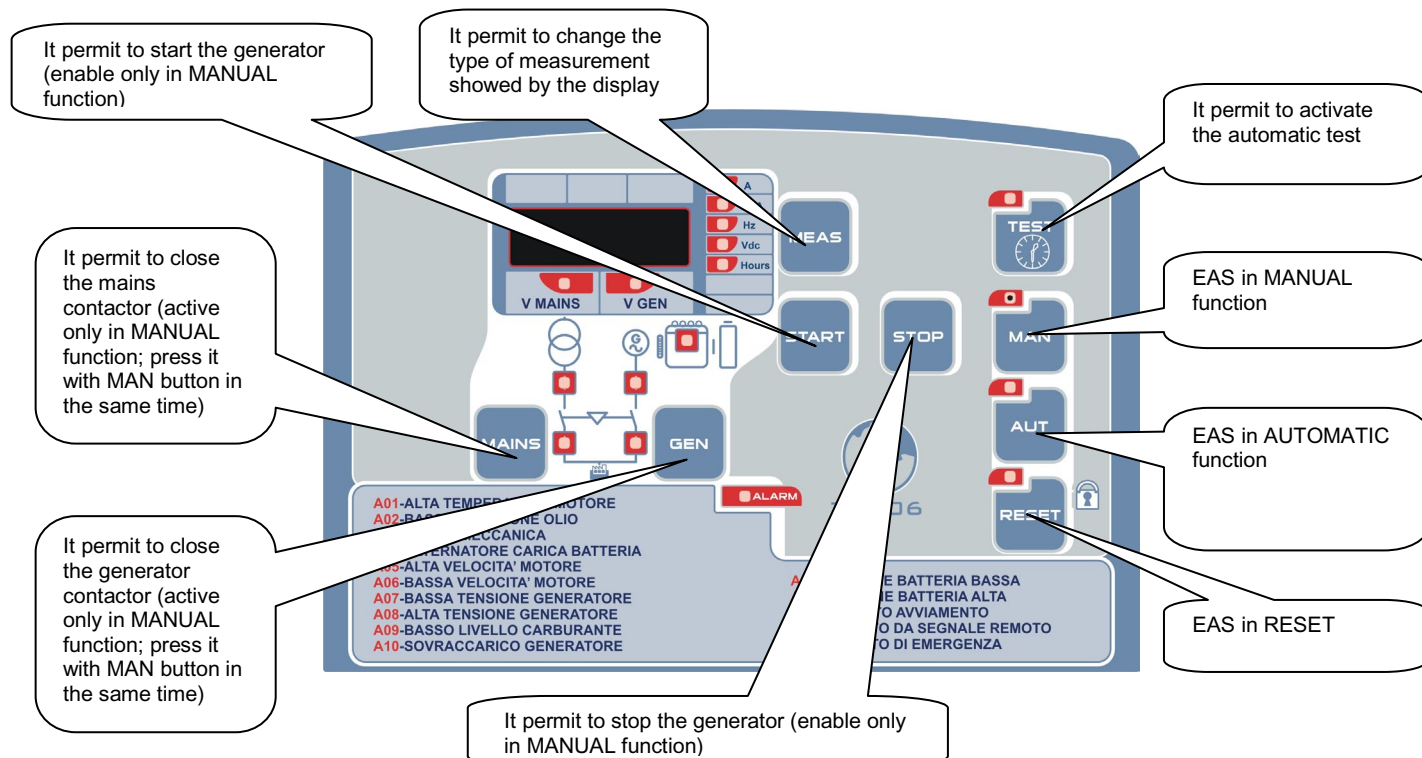 It permit to start the generator
(enable only in MANUAL
function)
It permit to change the
type of measurement
showed by the display
It permit to activate
the automatic test
A
Hz
Vdc
Hours
MEAS
TEST
V MAINS
V GEN
It permit to close
the mains
contactor (active
only in MANUAL
function; press it
with MAN button in
the same time)
EAS in MANUAL
function
G
START
STOP
MAN
MAINS
GEN
AUT
EAS in AUTOMATIC
function
ALARM
RESET
06
A01-ALTA MOTORE
A02- OLIO
CARICA BATTERIA
-ALTA VELOCITA' MOTORE
A06-BASSA VELOCITA' MOTORE
A07-BASSA TENSIONE GENERATORE
A08-ALTA TENSIONE GENERATORE
A09-BASSO LIVELLO CARBURANTE
A10-SOVRACCARICO GENERATORE
BATTERIA BASSA
BATTERIA ALTA
AVVIAMENTO
DA SEGNALE REMOTO
DI EMERGENZA
It permit to close
the generator
contactor (active
only in MANUAL
function; press it
with MAN button in
the same time)
EAS in RESET
It permit to stop the generator (enable only
in MANUAL function)